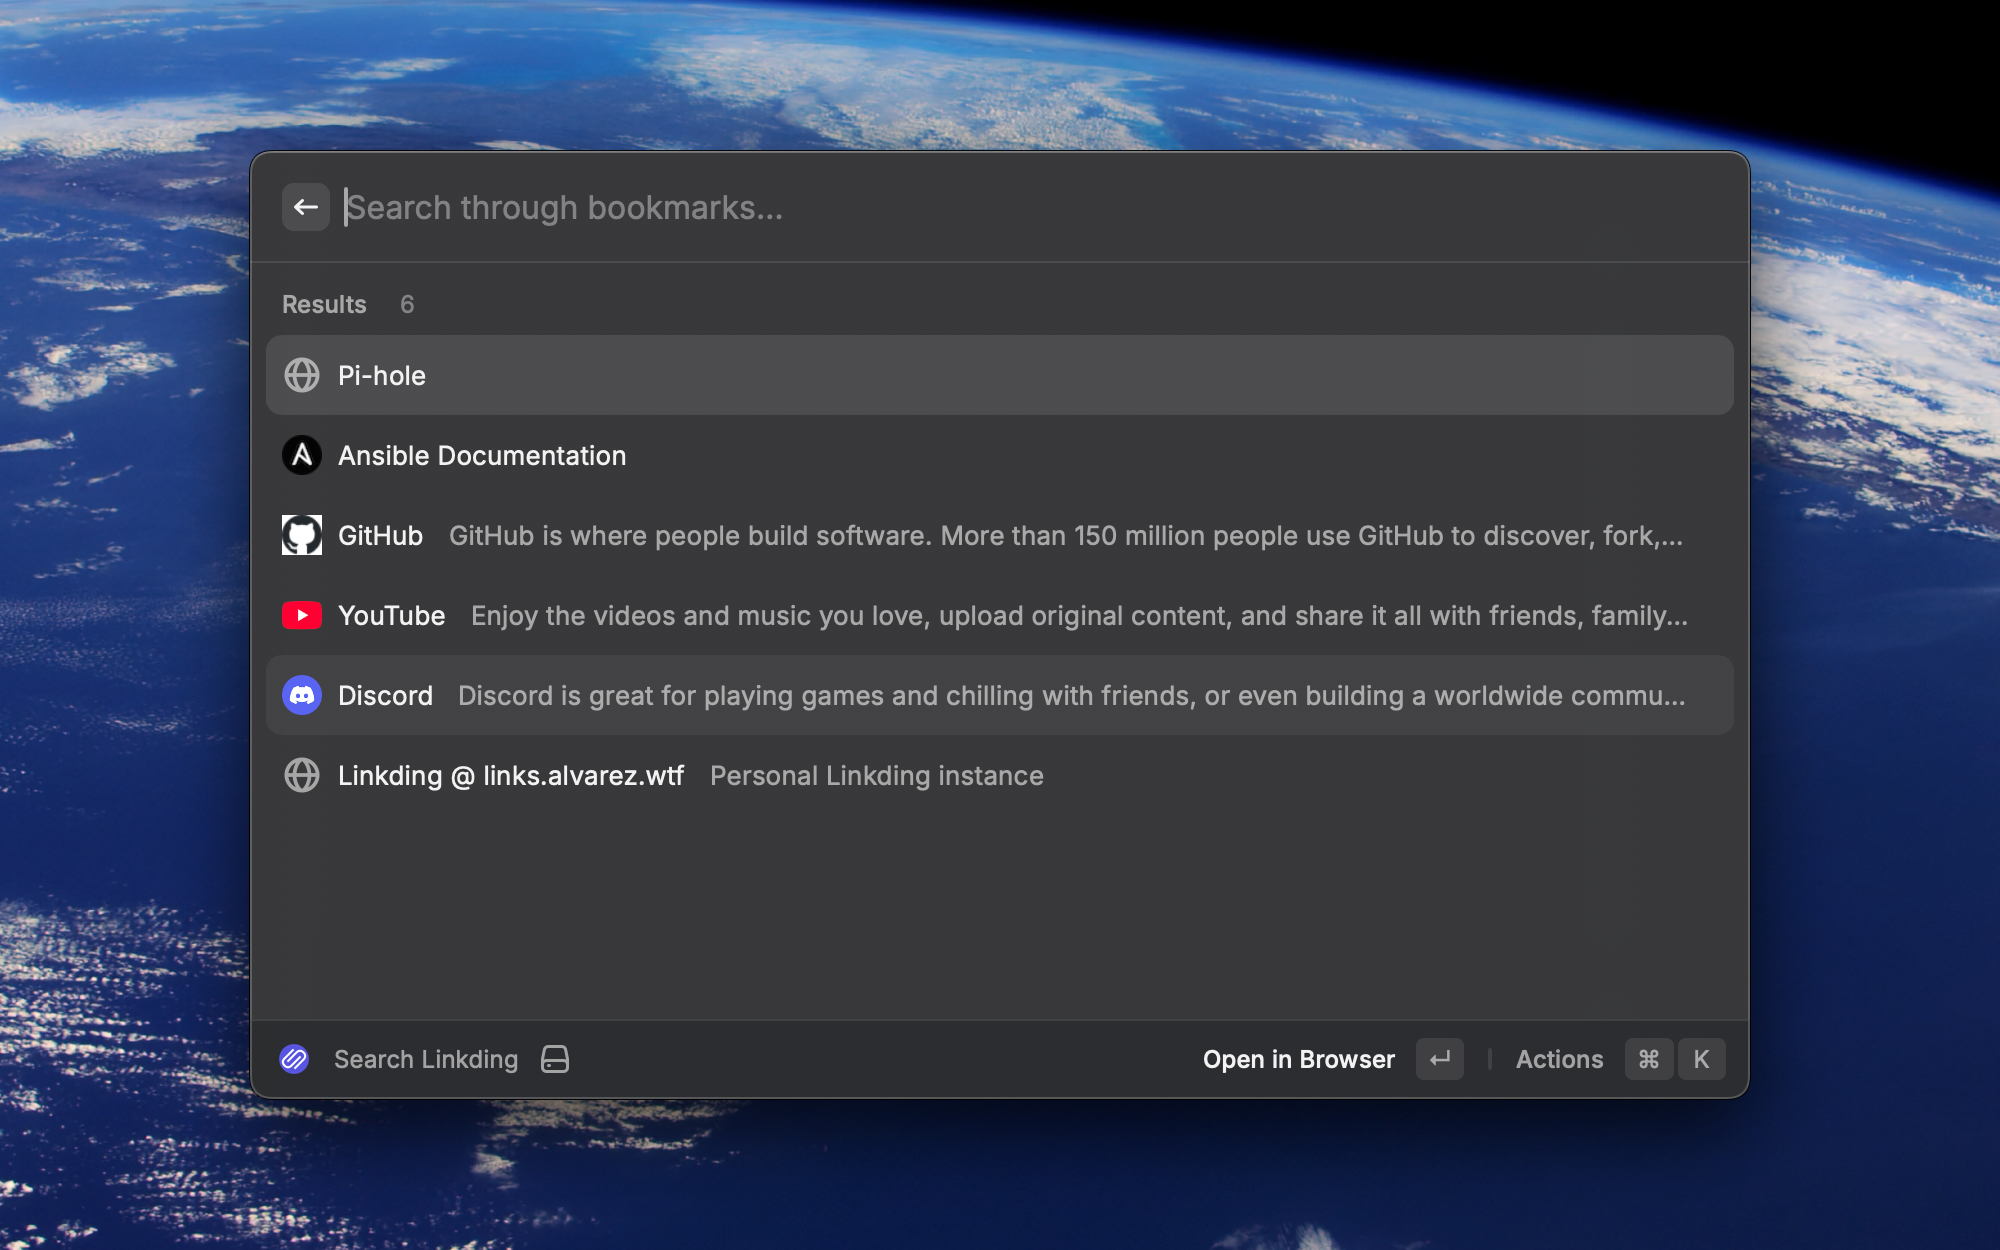 Search through bookmarks...
Results 6
Pi-hole
Ansible Documentation
GitHub GitHub is where people build software. More than 150 million people use GitHub to discover, fork,...
YouTube Enjoy the videos and music you love, upload original content, and share it all with friends, family...
Discord Discord is great for playing games and chilling with friends, or even building a worldwide commu...
Linkding @ links.alvarez.wtf Personal Linkding instance
Search Linkding Open in Browser ↵ Actions ⌘ K